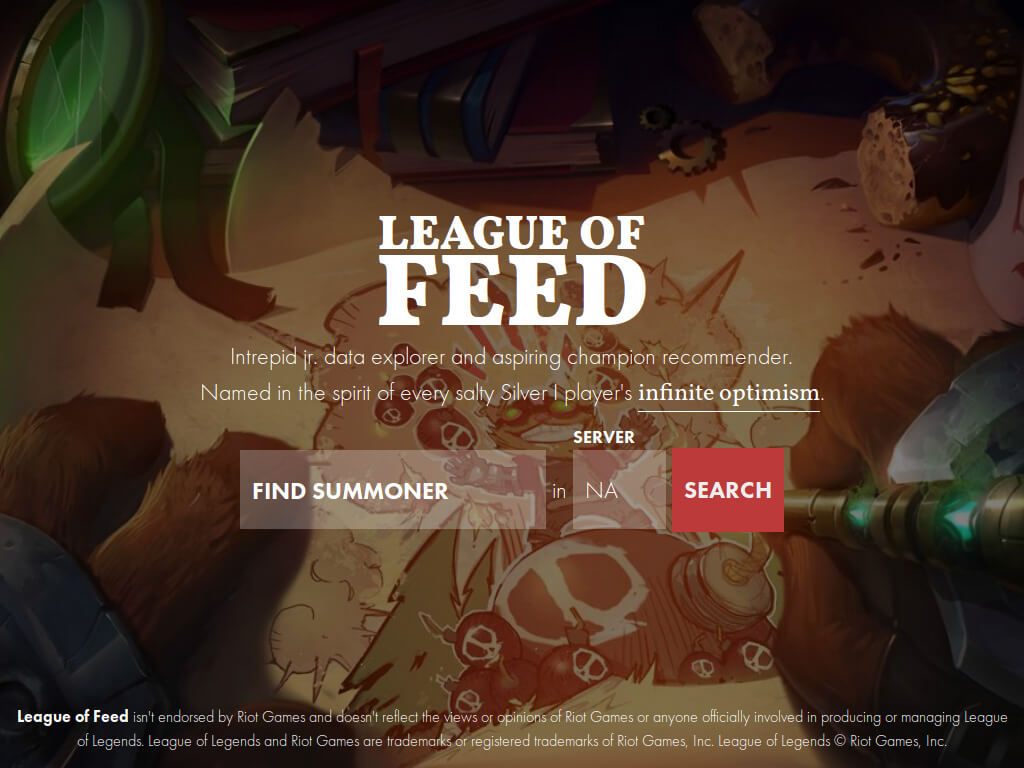 LEAGUE OF
FEED
Intrepid jr. data explorer and aspiring champion recommender.
Named in the spirit of every salty Silver I player's infinite optimism.
SERVER
FIND SUMMONER in NA SEARCH
League of Feed isn't endorsed by Riot Games and doesn't reflect the views or opinions of Riot Games or anyone officially involved in producing or managing League
of Legends. League of Legends and Riot Games are trademarks or registered trademarks of Riot Games, Inc. League of Legends © Riot Games, Inc.